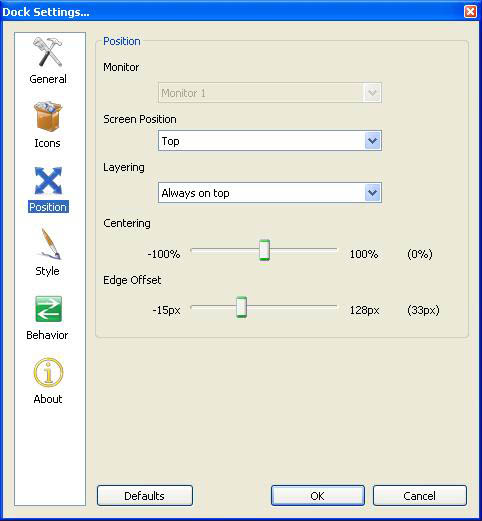 Dock Settings...
General
Icons
Position
Style
Behavior
About
Position
Monitor
Monitor 1
Screen Position
Top
Layering
Always on top
Centering
-100% 100% (0%)
Edge Offset
-15px 128px (33px)
Defaults OK Cancel